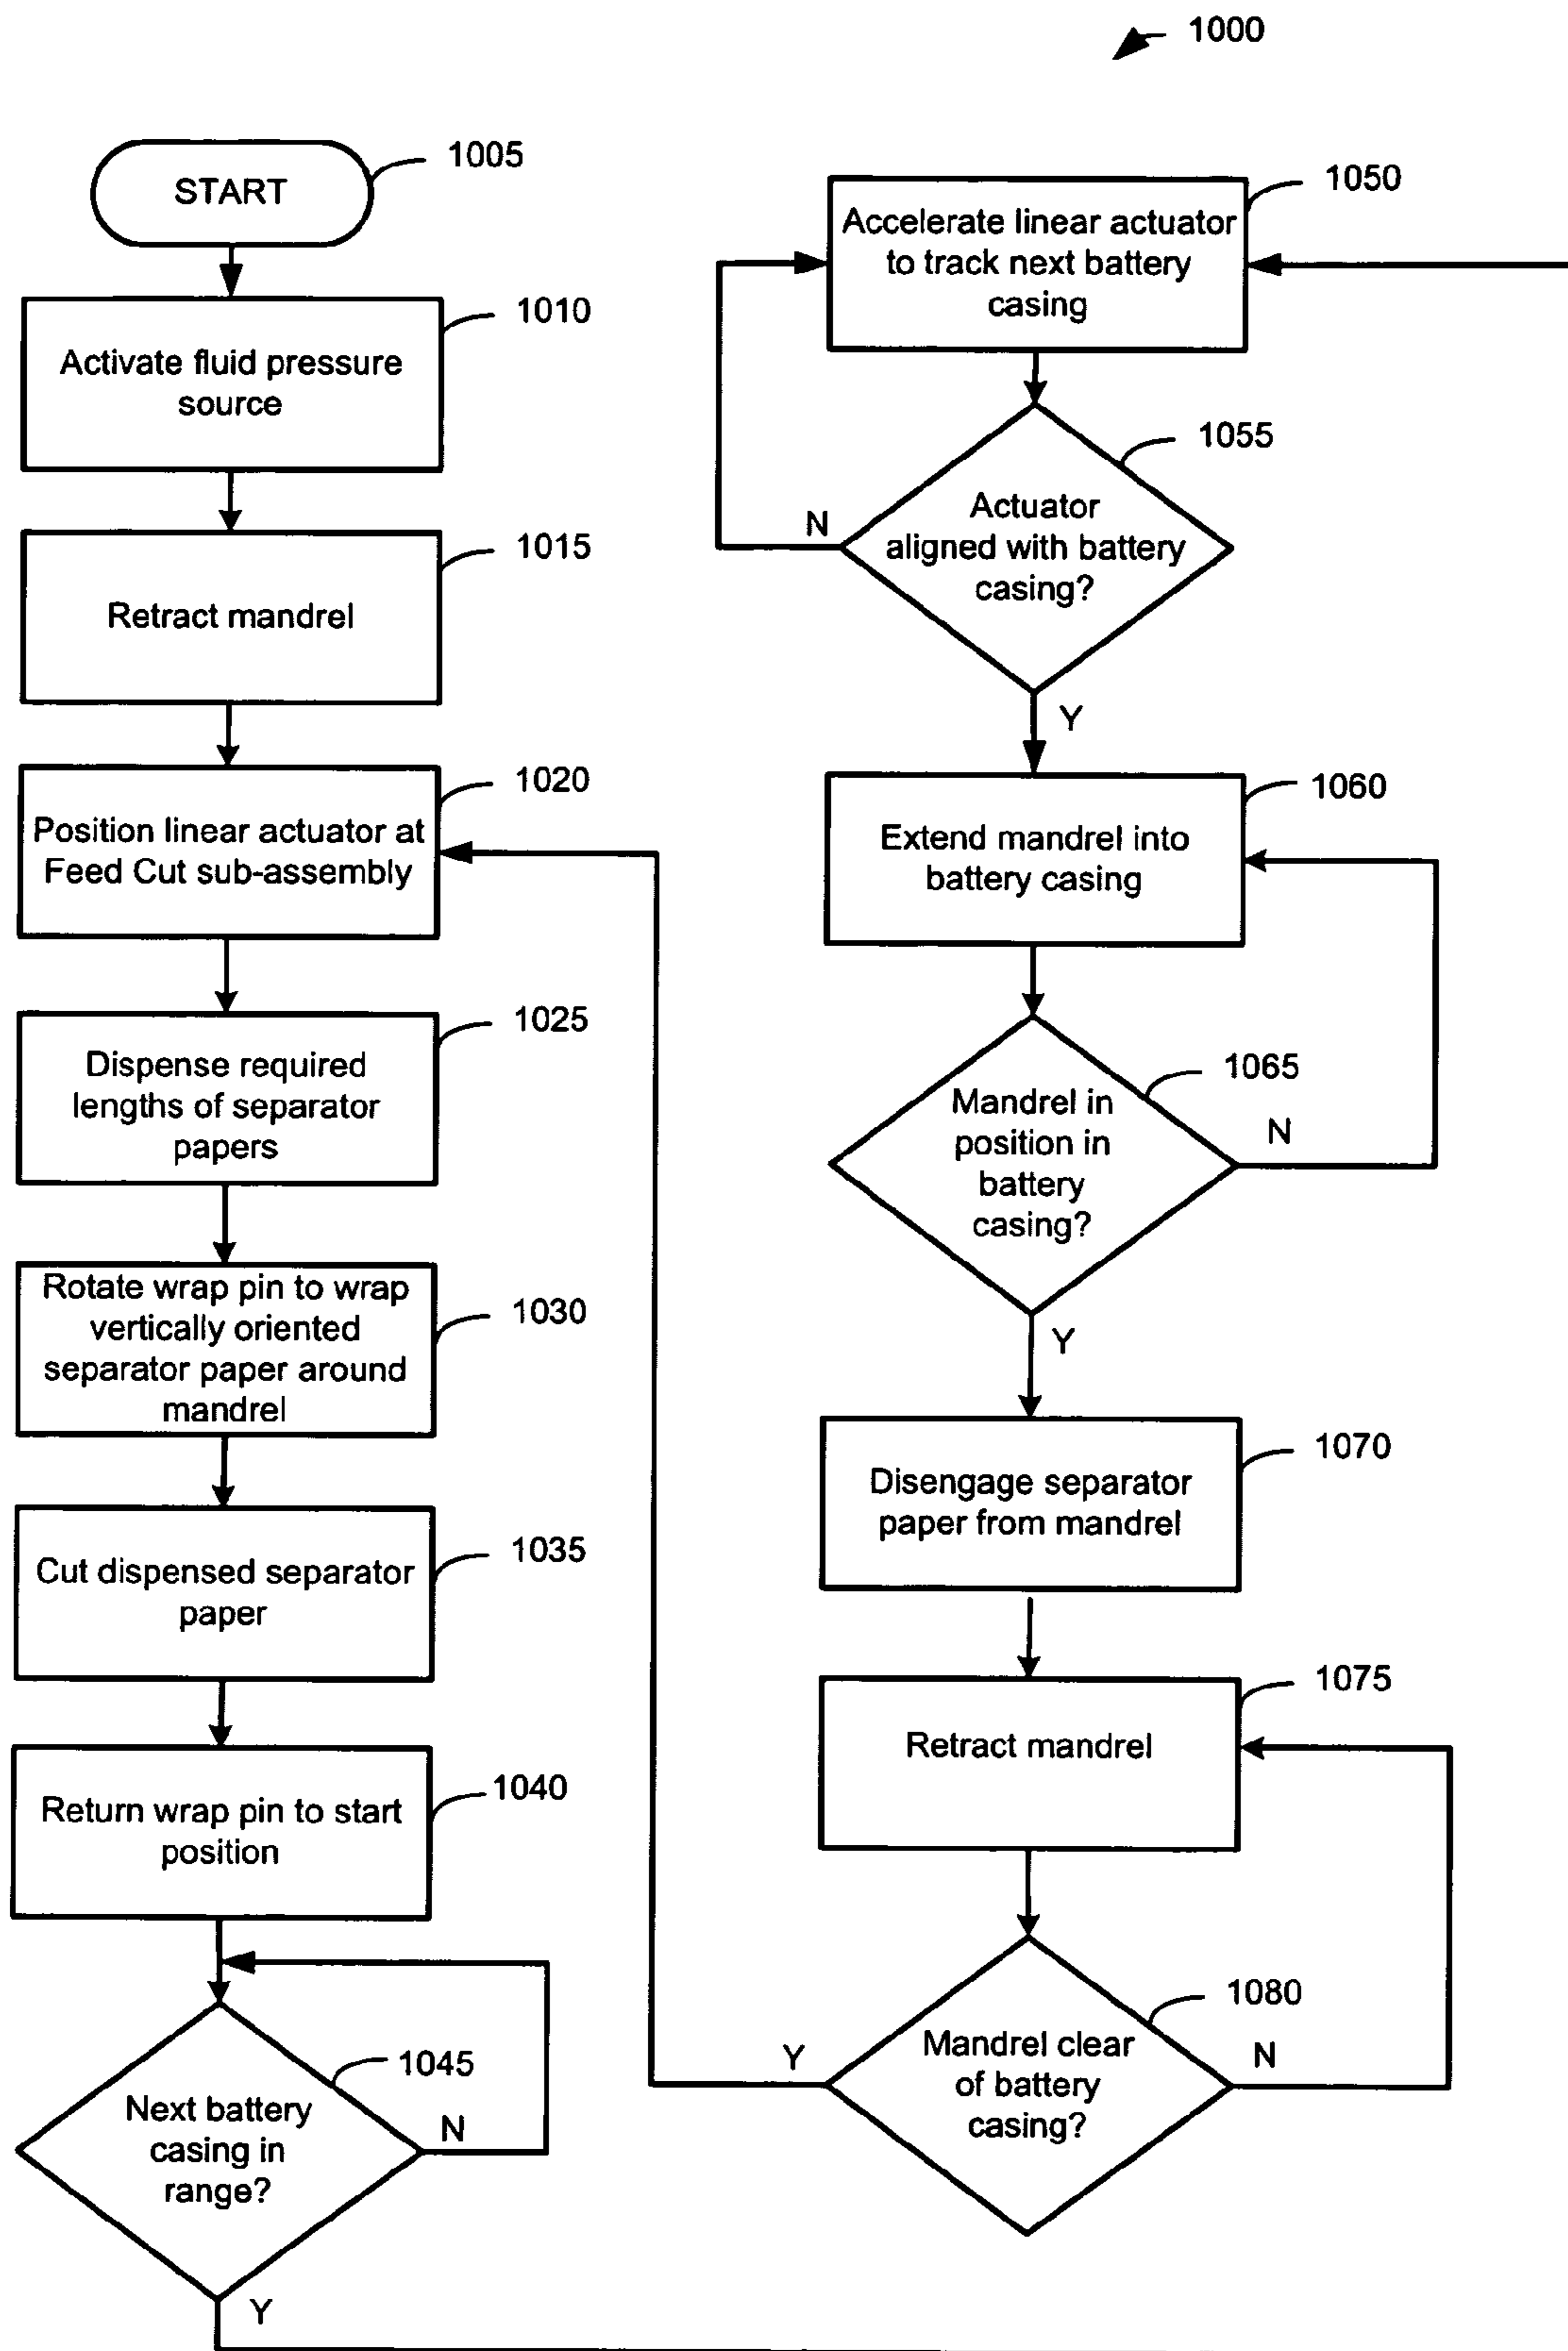 1000
START
1005
Activate fluid pressure
source
1010
Retract mandrel
1015
Position linear actuator at
Feed Cut sub-assembly
1020
Dispense required
lengths of separator
papers
1025
Rotate wrap pin to wrap
vertically oriented
separator paper around
mandrel
1030
Cut dispensed separator
paper
1035
Return wrap pin to start
position
1040
Next battery
casing in
range?
1045
N
Y
Accelerate linear actuator
to track next battery
casing
1050
Actuator
aligned with battery
casing?
1055
N
Y
Extend mandrel into
battery casing
1060
Mandrel in
position in
battery
casing?
1065
N
Y
Disengage separator
paper from mandrel
1070
Retract mandrel
1075
Mandrel clear
of battery
casing?
1080
Y
N